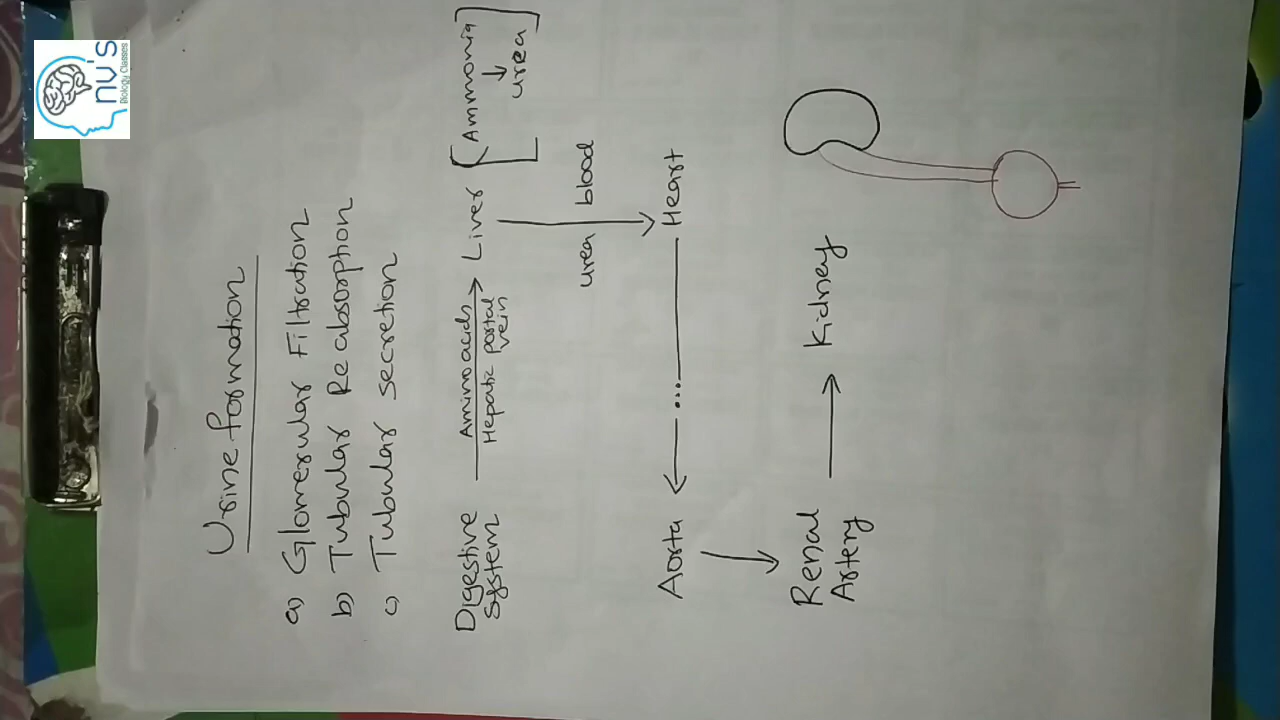 nv's
Biology Classes
Urine formation
a) Glomerular Filtration
b) Tubular Reabsorption
c) Tubular secretion
Digestive System
Amino acids
Hepatic portal vein
Liver
[Ammonia
↓
urea]
urea blood
Heart
...
Aorta
Renal Artery
→ Kidney